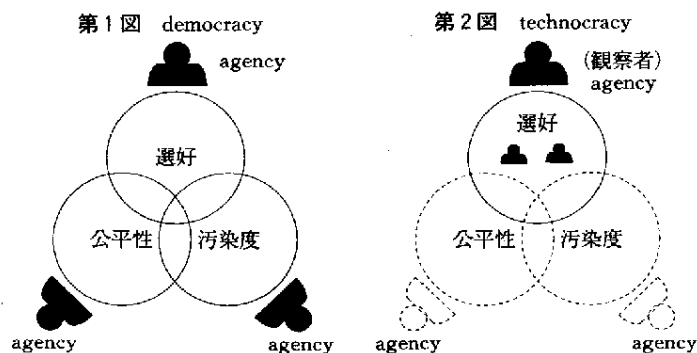 第1図 democracy
agency
選好
公平性
汚染度
agency
agency
第2図 technocracy
(観察者)
agency
選好
公平性
汚染度
agency
agency